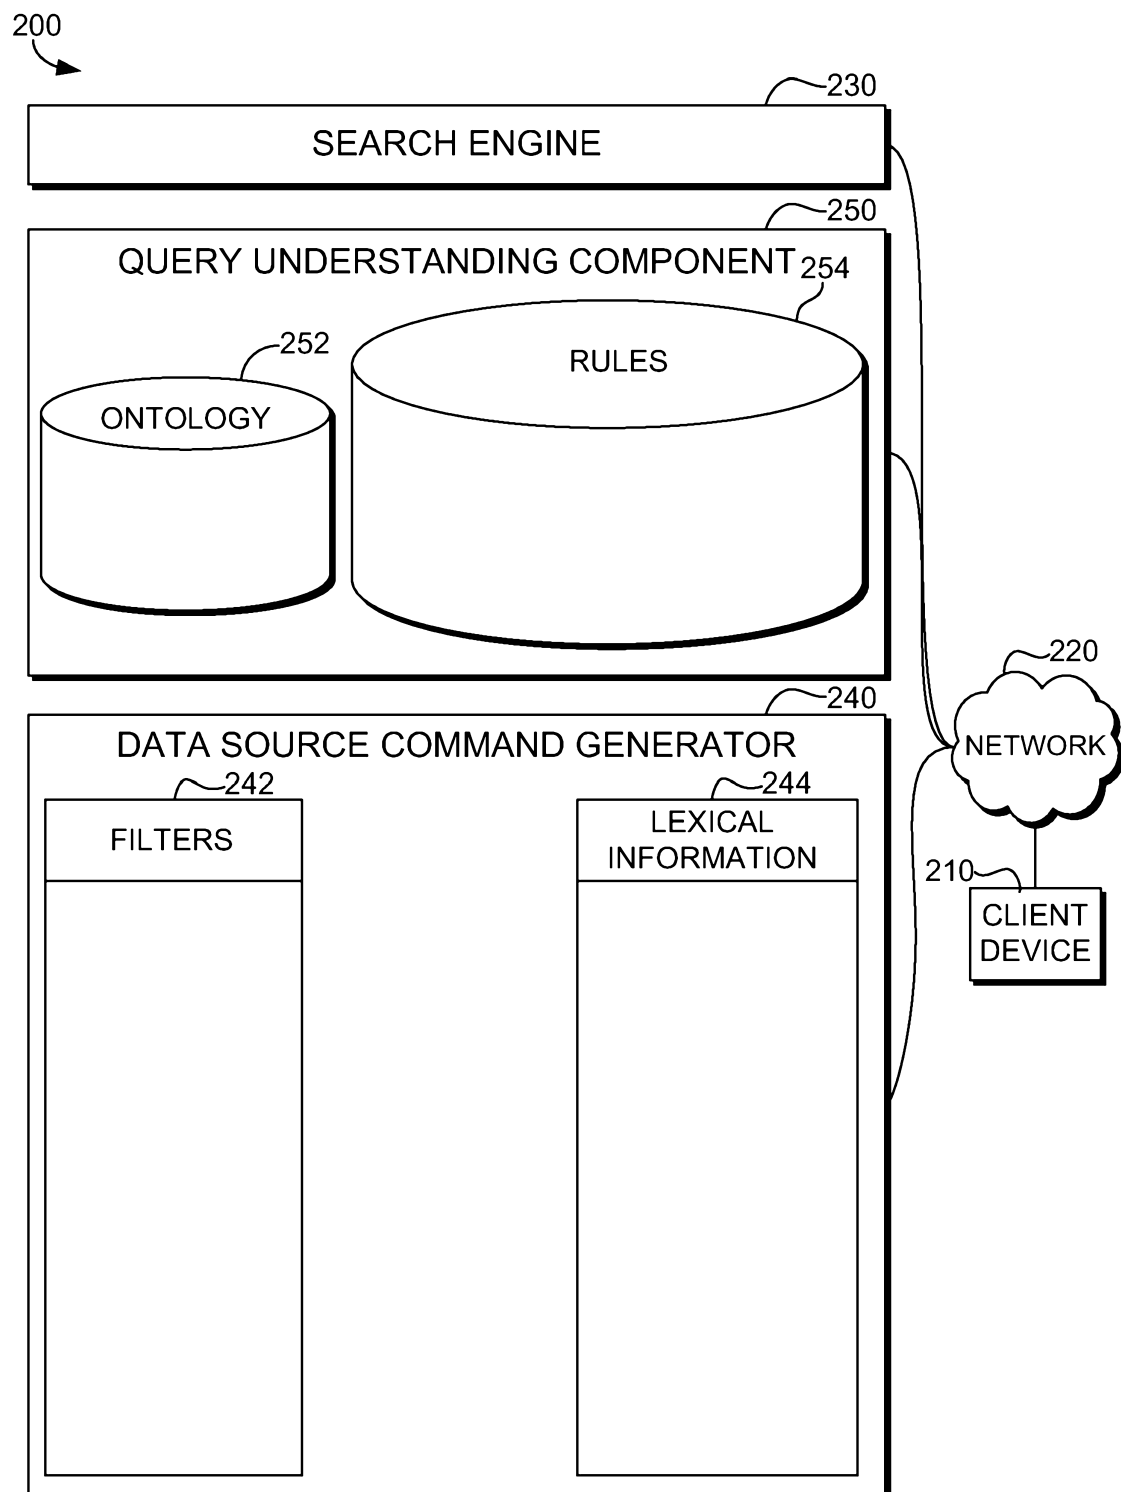 200
230
SEARCH ENGINE
250
QUERY UNDERSTANDING COMPONENT
254
252
RULES
ONTOLOGY
220
240
DATA SOURCE COMMAND GENERATOR
NETWORK
242
244
FILTERS
LEXICAL
INFORMATION
210
CLIENT
DEVICE